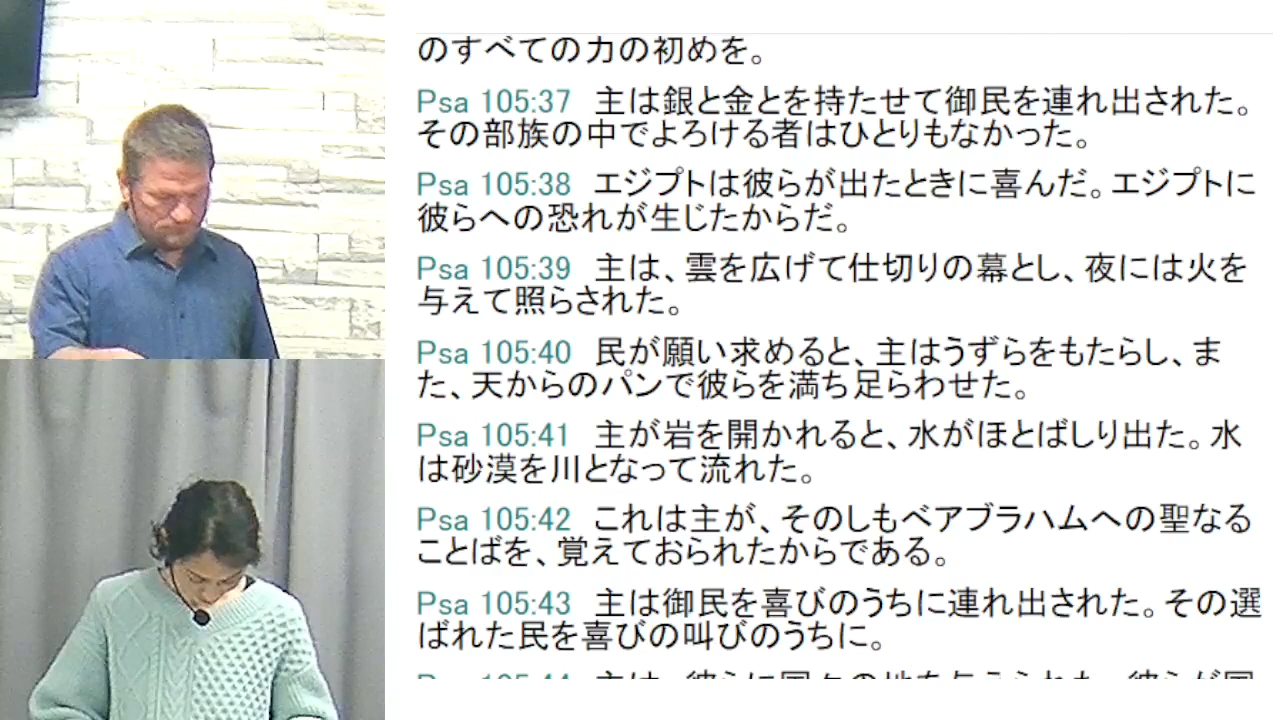 のすべての力の初めを。
Psa 105:37 主は銀と金とを持たせて御民を連れ出された。
その部族の中でよろける者はひとりもなかった。
Psa 105:38 エジプトは彼らが出たときに喜んだ。エジプトに
彼らへの恐れが生じたからだ。
Psa 105:39 主は、雲を広げて仕切りの幕とし、夜には火を
与えて照らされた。
Psa 105:40 民が願い求めると、主はうずらをもたらし、ま
た、天からのパンで彼らを満ち足らわせた。
Psa 105:41 主が岩を開かれると、水がほとばしり出た。水
は砂漠を川となって流れた。
Psa 105:42 これは主が、そのしもべアブラハムへの聖なる
ことばを、覚えておられたからである。
Psa 105:43 主は御民を喜びのうちに連れ出された。その選
ばれた民を喜びの叫びのうちに。